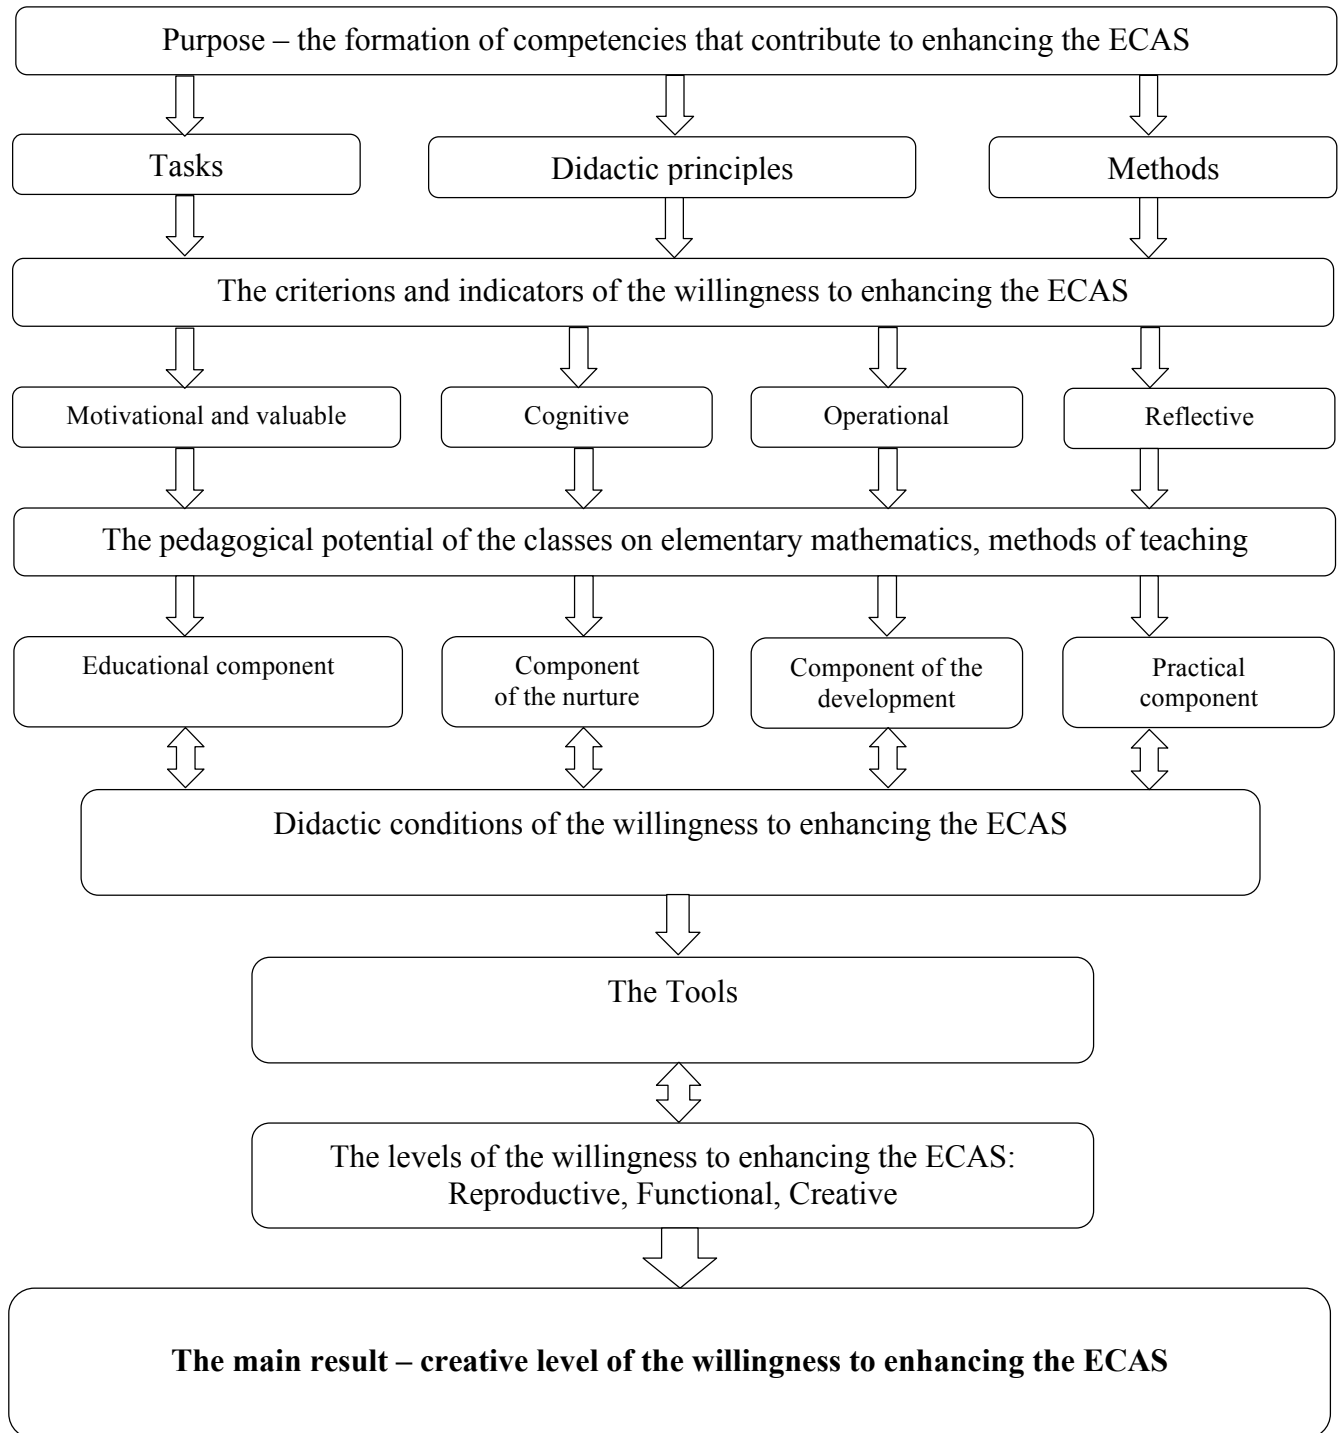 Purpose – the formation of competencies that contribute to enhancing the ECAS
Tasks
Didactic principles
Methods
The criterions and indicators of the willingness to enhancing the ECAS
Motivational and valuable
Cognitive
Operational
Reflective
The pedagogical potential of the classes on elementary mathematics, methods of teaching
Educational component
Component
of the nurture
Component of the
development
Practical
component
Didactic conditions of the willingness to enhancing the ECAS
The Tools
The levels of the willingness to enhancing the ECAS:
Reproductive, Functional, Creative
The main result – creative level of the willingness to enhancing the ECAS